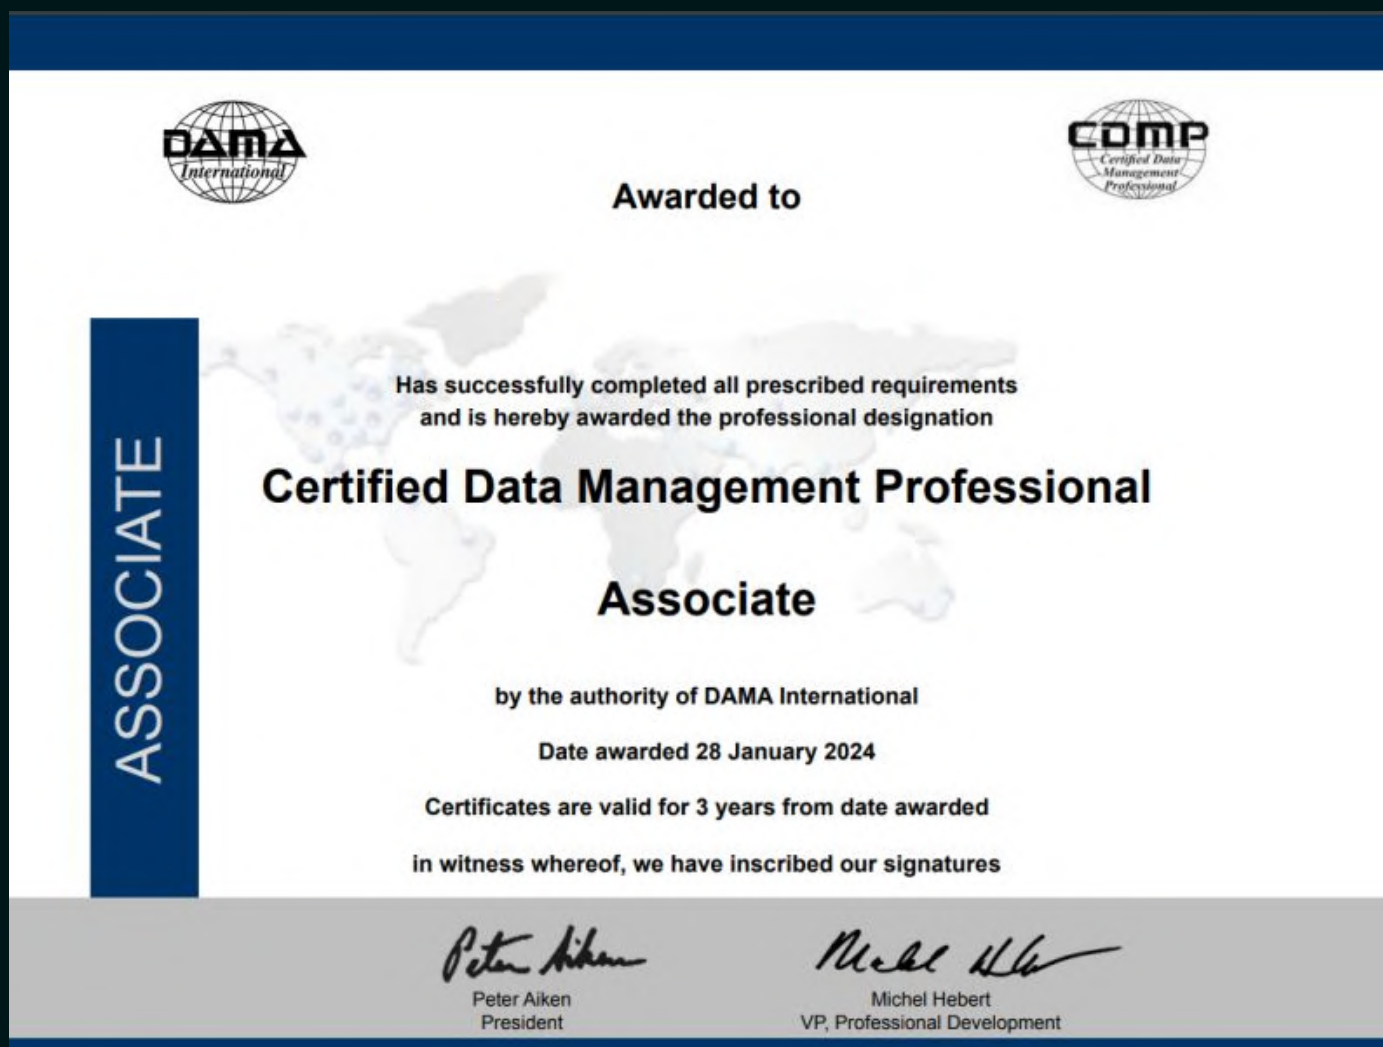 DAMA
International
CDMP
Certified Data
Management
Professional
Awarded to
ASSOCIATE
Has successfully completed all prescribed requirements
and is hereby awarded the professional designation
Certified Data Management Professional
Associate
by the authority of DAMA International
Date awarded 28 January 2024
Certificates are valid for 3 years from date awarded
in witness whereof, we have inscribed our signatures
Peter Aiken
Peter Aiken
President
Michel Hebert
VP, Professional Development